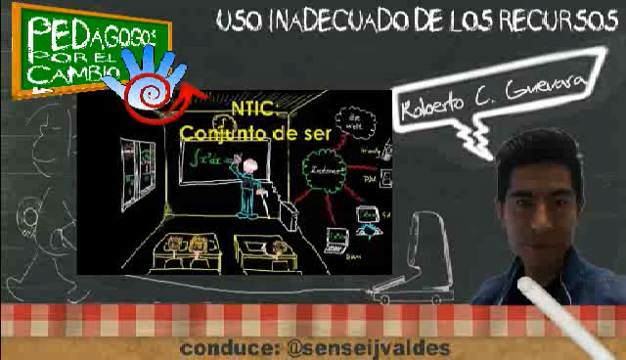 USO INADECUADO DE LOS RECURSOS
PEDAGOGOS
POR EL
CAMBIO
Roberto C. Guevara
NTIC.
Conjunto de ser
Internet
conduce: @senseijvaldes